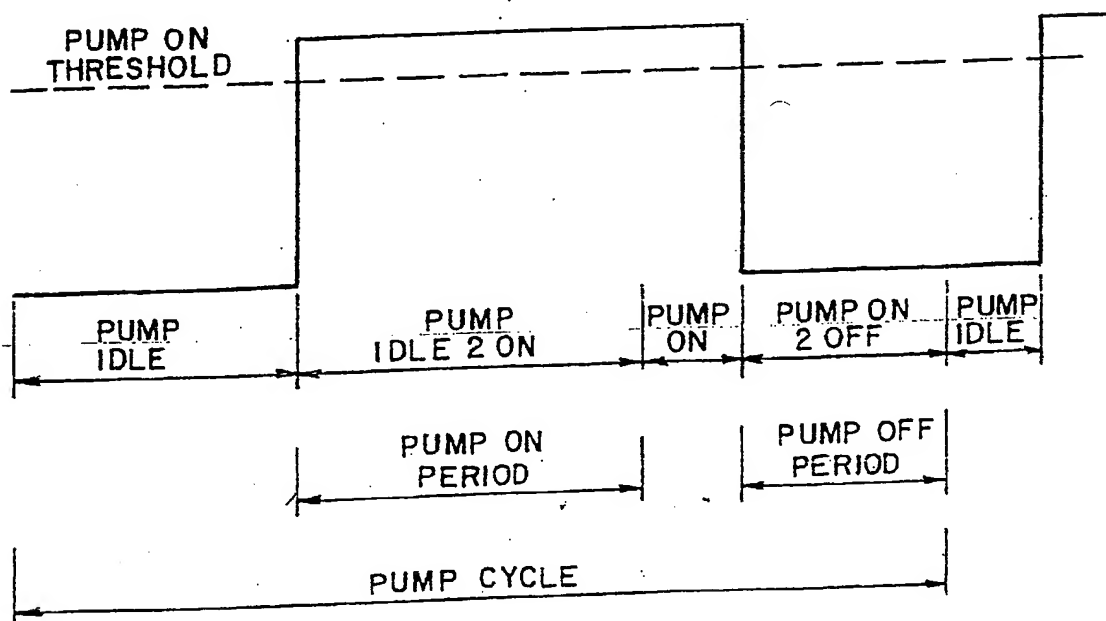 PUMP ON
THRESHOLD
PUMP
IDLE
PUMP
IDLE 2 ON
PUMP
ON
PUMP ON
2 OFF
PUMP
IDLE
PUMP ON
PERIOD
PUMP OFF
PERIOD
PUMP CYCLE